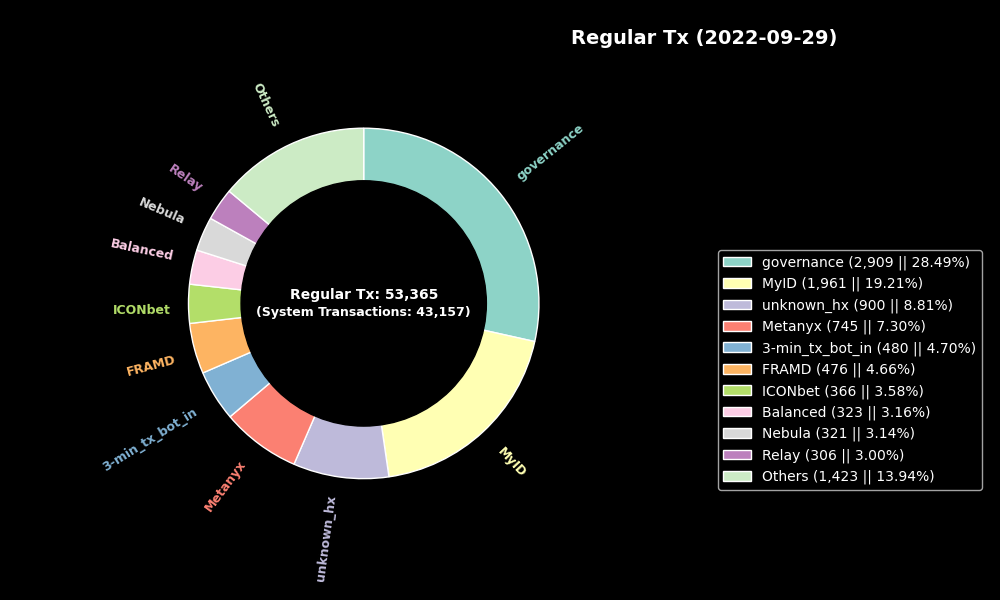 Regular Tx (2022-09-29)
Others
governance
Relay
Nebula
Balanced
ICONbet
FRAMD
3-min_tx_bot_in
Metanyx
unknown_hx
MyID
Regular Tx: 53,365
(System Transactions: 43,157)
governance (2,909 || 28.49%)
MyID (1,961 || 19.21%)
unknown_hx (900 || 8.81%)
Metanyx (745 || 7.30%)
3-min_tx_bot_in (480 || 4.70%)
FRAMD (476 || 4.66%)
ICONbet (366 || 3.58%)
Balanced (323 || 3.16%)
Nebula (321 || 3.14%)
Relay (306 || 3.00%)
Others (1,423 || 13.94%)